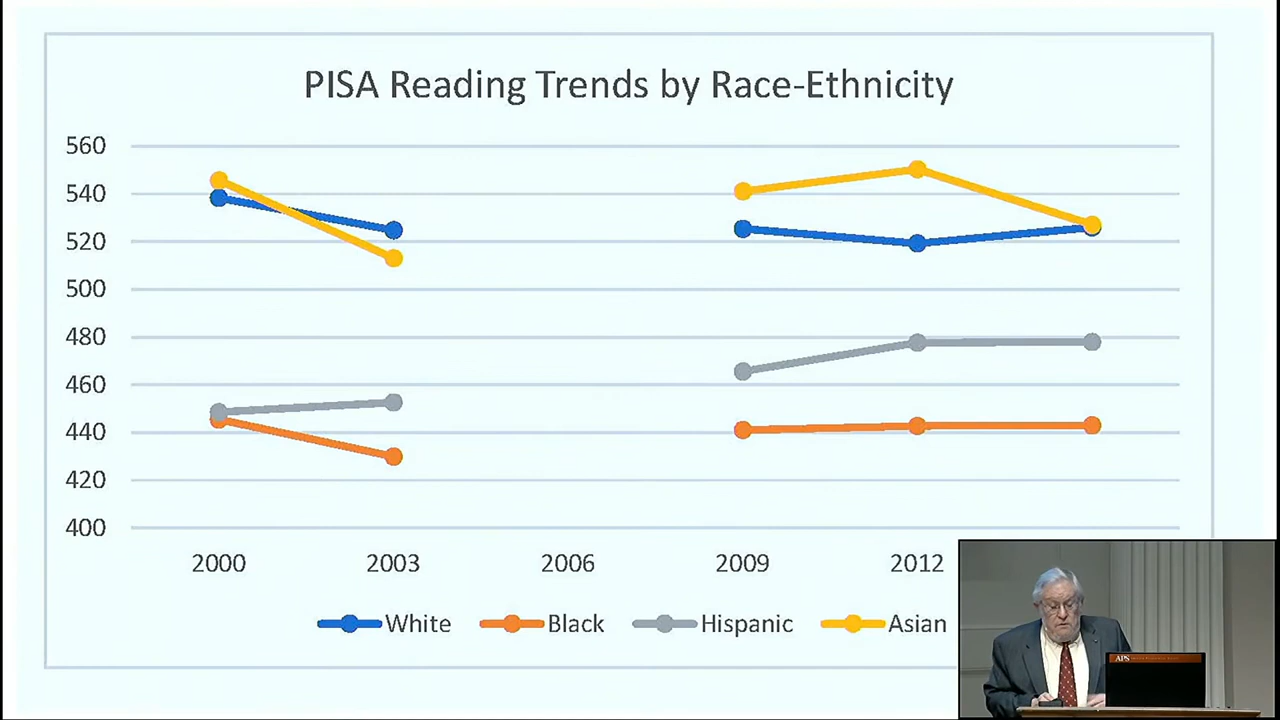 PISA Reading Trends by Race-Ethnicity
560
540
520
500
480
460
440
420
400
2000 2003 2006 2009 2012
White Black Hispanic Asian
APS